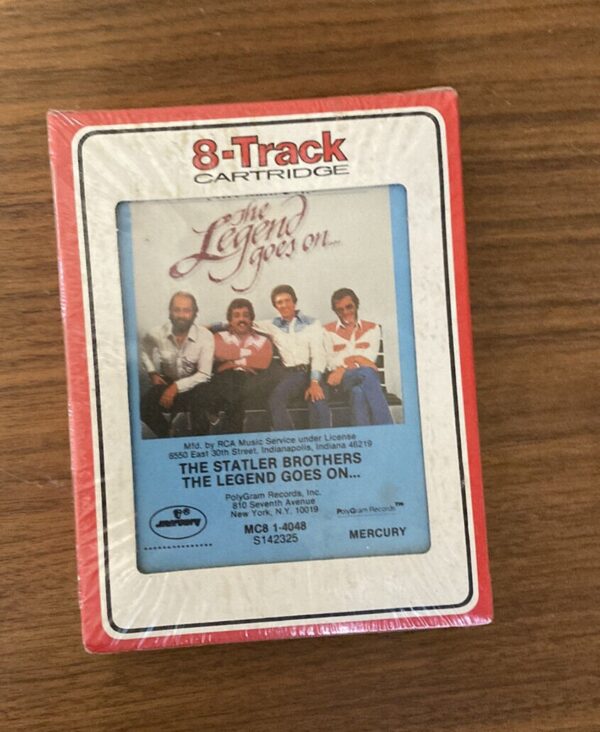 8-Track
CARTRIDGE
The
Legend
goes on...
Mfd. by RCA Music Service under License
6550 East 30th Street, Indianapolis, Indiana 46219
THE STATLER BROTHERS
THE LEGEND GOES ON...
PolyGram Records, Inc.
810 Seventh Avenue
New York, N.Y. 10019
PolyGram Records™
mercury
MC8 1-4048
S142325
MERCURY